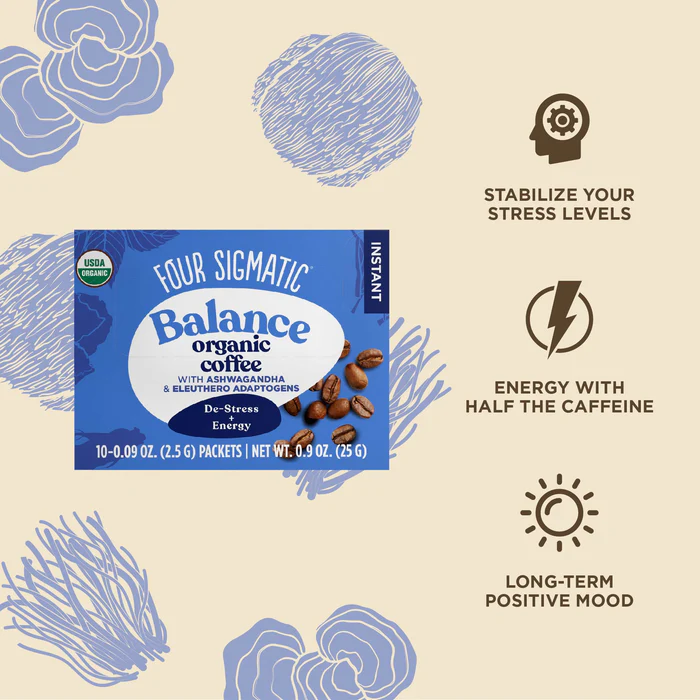 USDA
ORGANIC
FOUR SIGMATIC®
INSTANT
Balance
organic
coffee
WITH ASHWAGANDHA
& ELEUTHERO ADAPTOGENS
De-Stress
+
Energy
10-0.09 OZ. (2.5 G) PACKETS | NET WT. 0.9 OZ. (25 G)
STABILIZE YOUR
STRESS LEVELS
ENERGY WITH
HALF THE CAFFEINE
LONG-TERM
POSITIVE MOOD